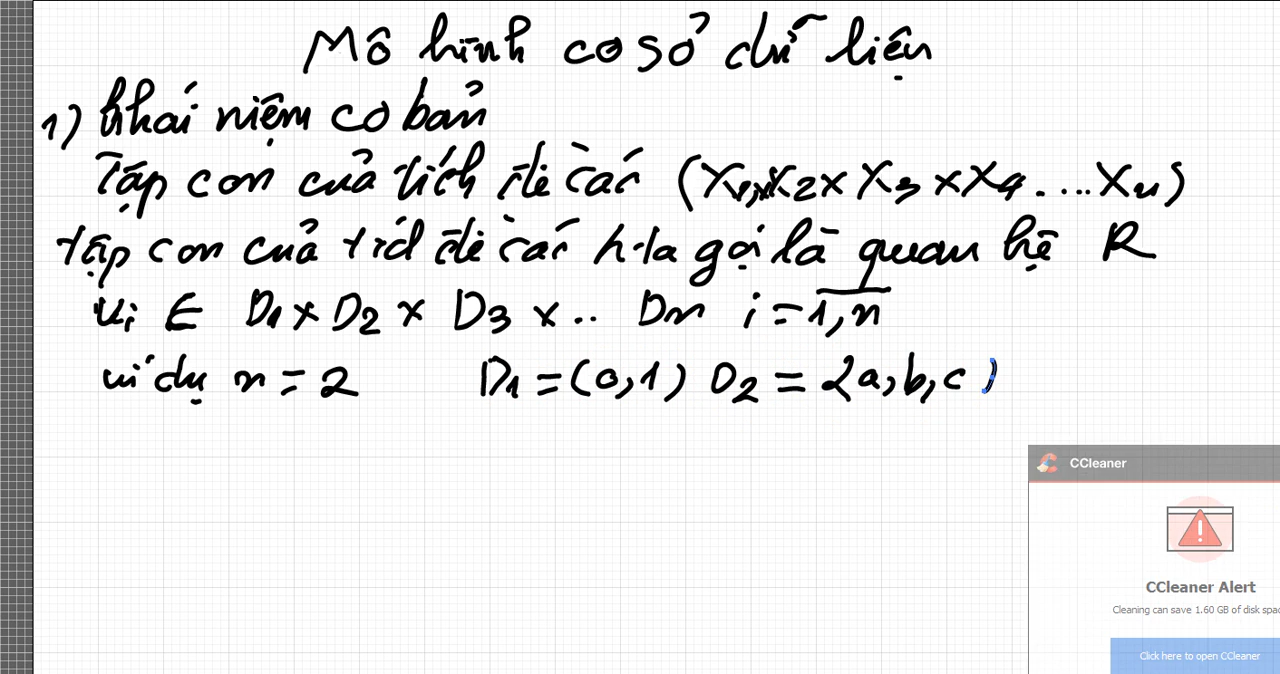 Mô hình cơ sở dữ liệu
1) Khái niệm cơ bản
Tập con của tích đề các (X1 x X2 x X3 x X4 .... Xn)
tập con của tích đề các h·ta gọi là quan hệ R
Vi ∈ D1 x D2 x D3 x .. Dn i = 1,n
ví dụ n = 2 D1 = (0,1) D2 = {a,b,c)
CCleaner
CCleaner Alert
Cleaning can save 1.60 GB of disk spac
Click here to open CCleaner